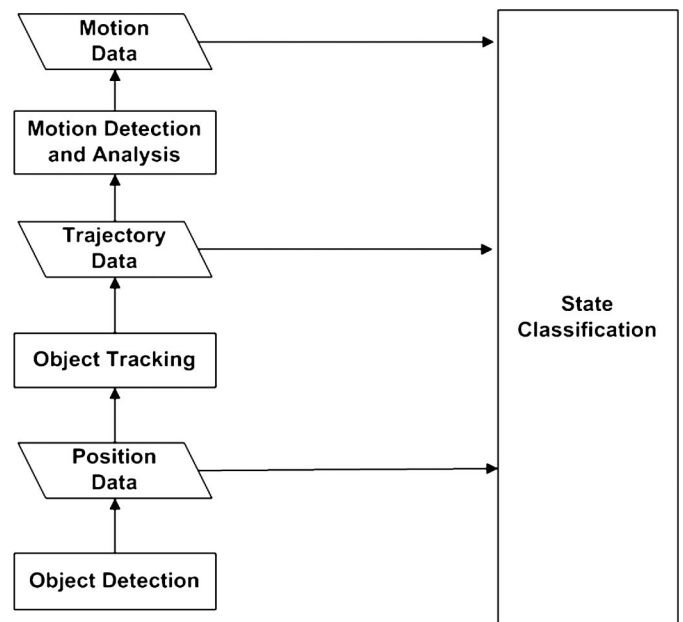 Motion
Data
Motion Detection
and Analysis
Trajectory
Data
Object Tracking
Position
Data
Object Detection
State
Classification